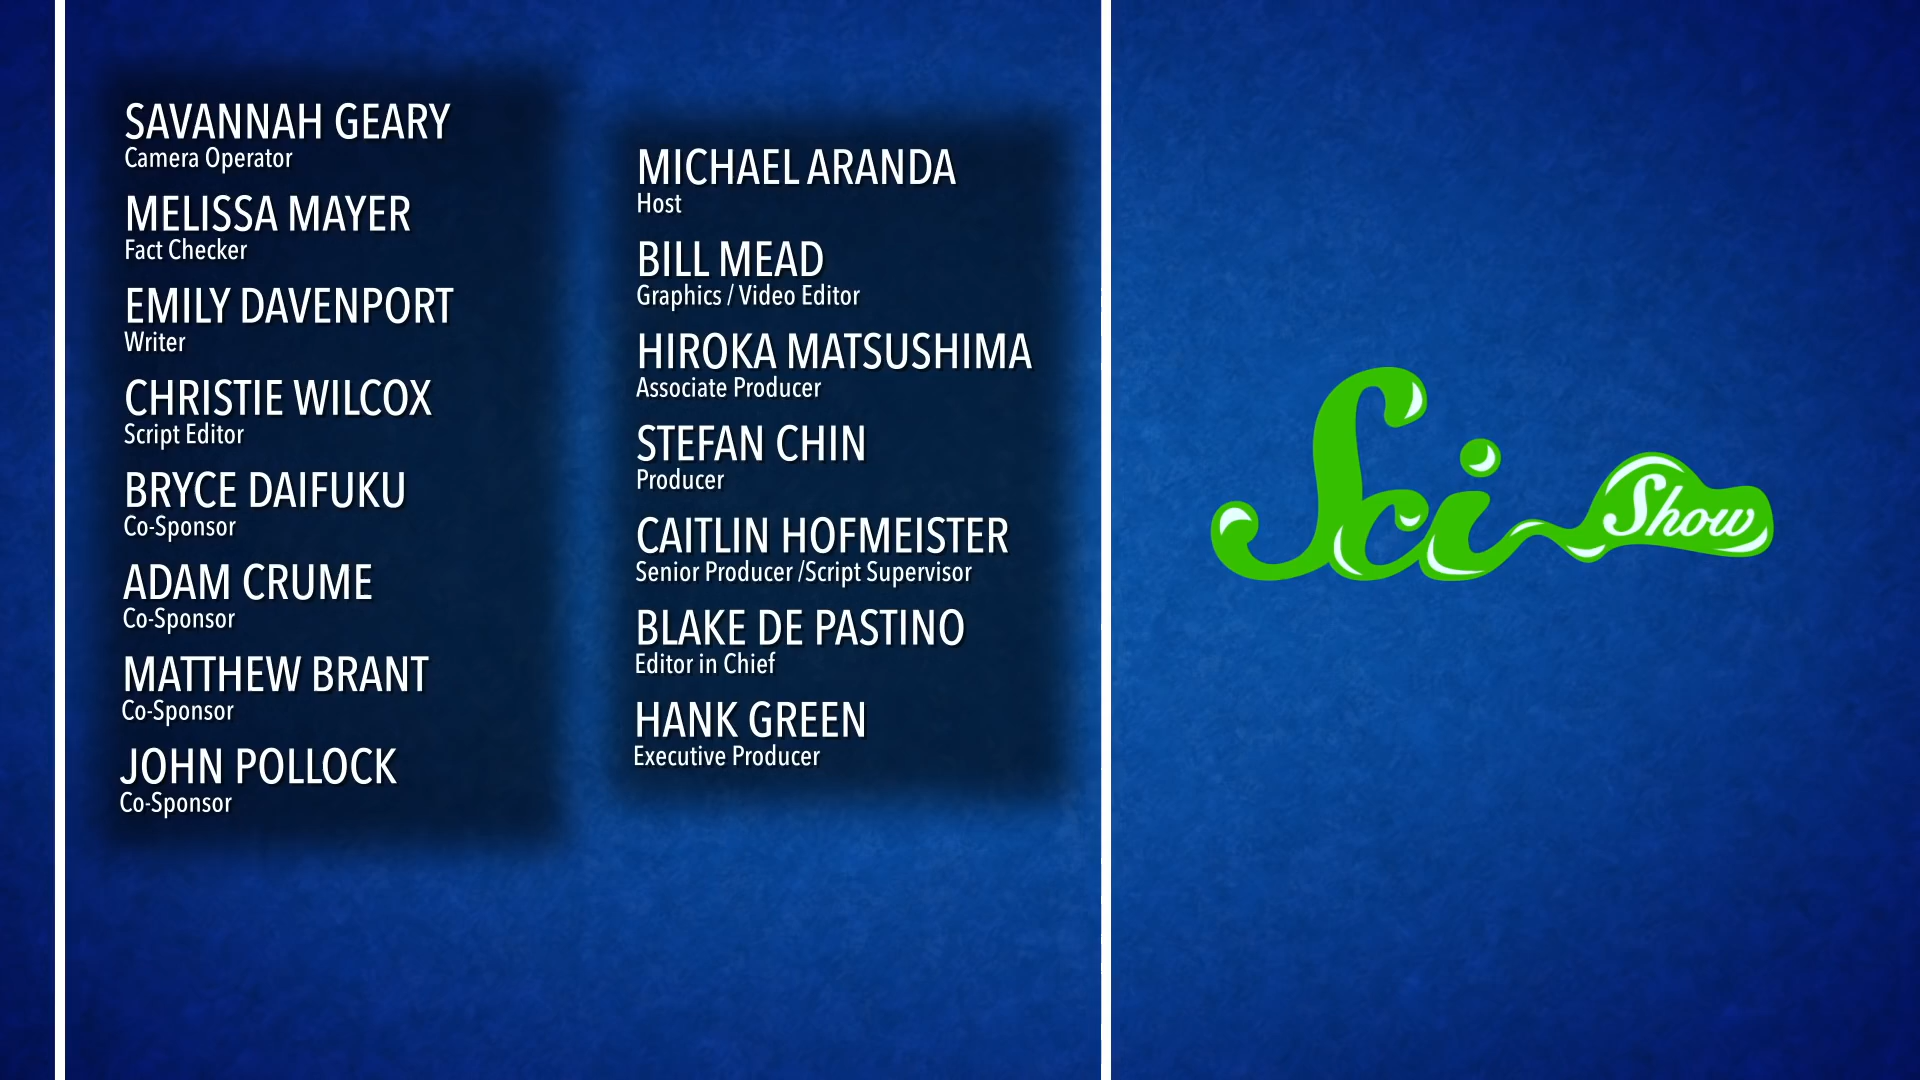 SAVANNAH GEARY
Camera Operator
MELISSA MAYER
Fact Checker
EMILY DAVENPORT
Writer
CHRISTIE WILCOX
Script Editor
BRYCE DAIFUKU
Co-Sponsor
ADAM CRUME
Co-Sponsor
MATTHEW BRANT
Co-Sponsor
JOHN POLLOCK
Co-Sponsor
MICHAEL ARANDA
Host
BILL MEAD
Graphics / Video Editor
HIROKA MATSUSHIMA
Associate Producer
STEFAN CHIN
Producer
CAITLIN HOFMEISTER
Senior Producer /Script Supervisor
BLAKE DE PASTINO
Editor in Chief
HANK GREEN
Executive Producer
Sci Show